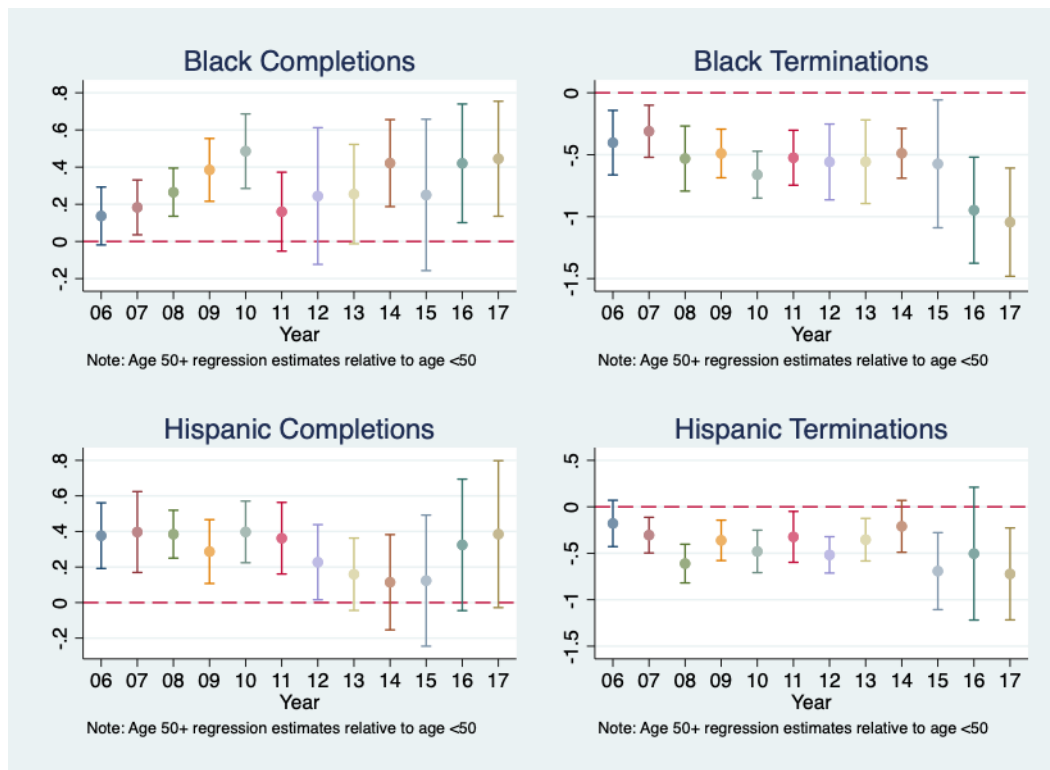 Black Completions
.8
.6
.4
.2
0
-.2
06 07 08 09 10 11 12 13 14 15 16 17
Year
Note: Age 50+ regression estimates relative to age <50
Black Terminations
0
-.5
-1
-1.5
06 07 08 09 10 11 12 13 14 15 16 17
Year
Note: Age 50+ regression estimates relative to age <50
Hispanic Completions
.8
.6
.4
.2
0
-.2
06 07 08 09 10 11 12 13 14 15 16 17
Year
Note: Age 50+ regression estimates relative to age <50
Hispanic Terminations
.5
0
-.5
-1
-1.5
06 07 08 09 10 11 12 13 14 15 16 17
Year
Note: Age 50+ regression estimates relative to age <50